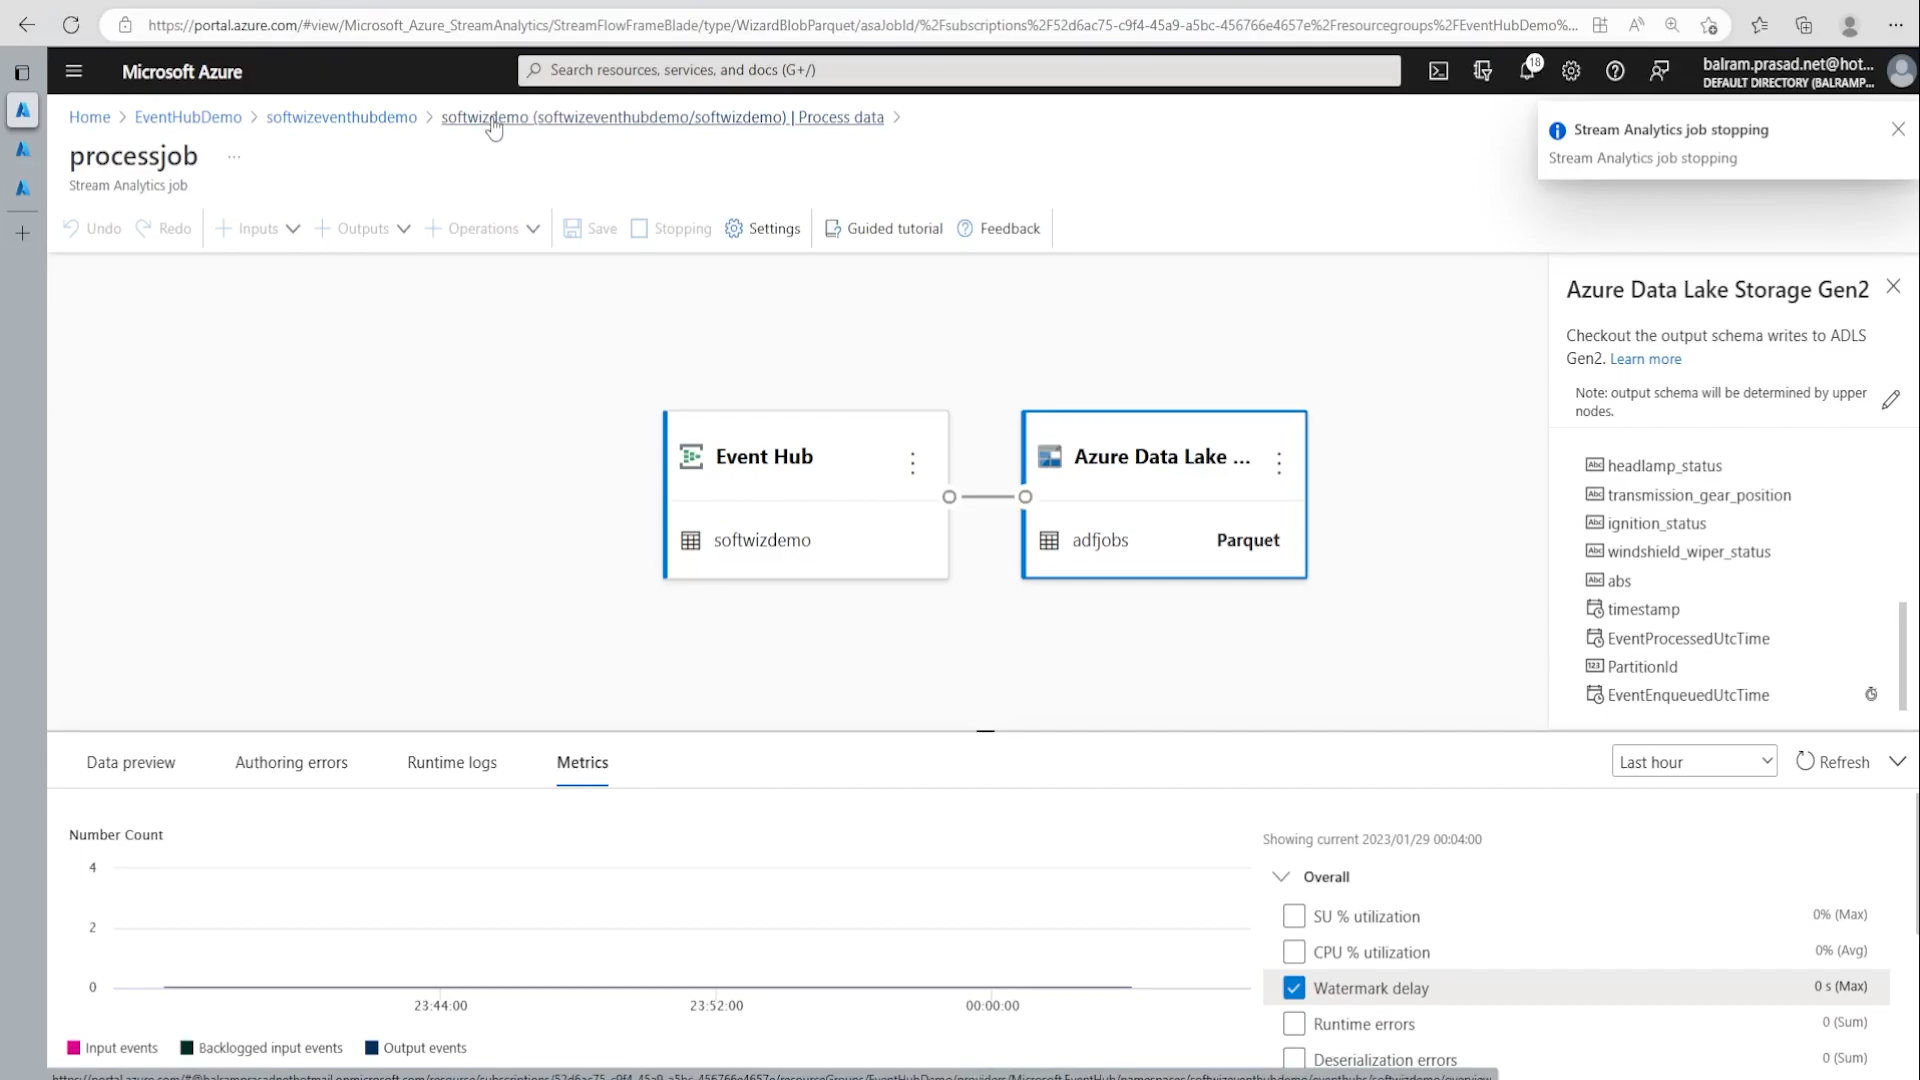 https://portal.azure.com/#view/Microsoft_Azure_StreamAnalytics/StreamFlowFrameBlade/type/WizardBlobParquet/asaJobId/%2Fsubscriptions%2F52d6ac75-c9f4-45a9-a5bc-456766e4657e%2Fresourcegroups%2FEventHubDemo%...
Microsoft Azure
Search resources, services, and docs (G+/)
18
balram.prasad.net@hot...
DEFAULT DIRECTORY (BALRAMP...
Home > EventHubDemo > softwizeventhubdemo > softwizdemo (softwizeventhubdemo/softwizdemo) | Process data >
Stream Analytics job stopping
Stream Analytics job stopping
processjob ...
Stream Analytics job
Undo Redo Inputs Outputs Operations Save Stopping Settings Guided tutorial Feedback
Azure Data Lake Storage Gen2
Checkout the output schema writes to ADLS
Gen2. Learn more
Note: output schema will be determined by upper
nodes.
Event Hub
softwizdemo
Azure Data Lake ...
adfjobs Parquet
headlamp_status
transmission_gear_position
ignition_status
windshield_wiper_status
abs
timestamp
EventProcessedUtcTime
PartitionId
EventEnqueuedUtcTime
Data preview Authoring errors Runtime logs Metrics
Last hour Refresh
Number Count
4
2
0
23:44:00 23:52:00 00:00:00
Input events Backlogged input events Output events
Showing current 2023/01/29 00:04:00
Overall
SU % utilization 0% (Max)
CPU % utilization 0% (Avg)
Watermark delay 0 s (Max)
Runtime errors 0 (Sum)
Deserialization errors 0 (Sum)